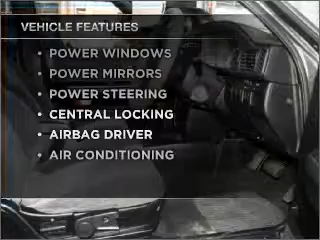 VEHICLE FEATURES
• POWER WINDOWS
• POWER MIRRORS
• POWER STEERING
• CENTRAL LOCKING
• AIRBAG DRIVER
• AIR CONDITIONING